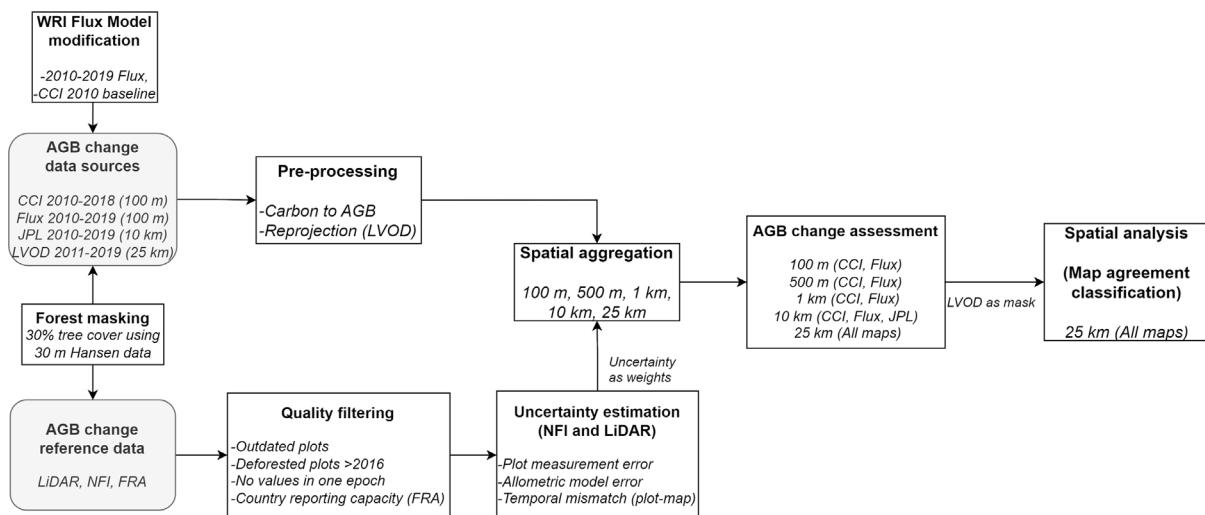 WRI Flux Model
modification
-2010-2019 Flux,
-CCI 2010 baseline
AGB change
data sources
CCI 2010-2018 (100 m)
Flux 2010-2019 (100 m)
JPL 2010-2019 (10 km)
LVOD 2011-2019 (25 km)
Forest masking
30% tree cover using
30 m Hansen data
AGB change
reference data
LiDAR, NFI, FRA
Pre-processing
-Carbon to AGB
-Reprojection (LVOD)
Quality filtering
-Outdated plots
-Deforested plots >2016
-No values in one epoch
-Country reporting capacity (FRA)
Uncertainty estimation
(NFI and LiDAR)
-Plot measurement error
-Allometric model error
-Temporal mismatch (plot-map)
Uncertainty
as weights
Spatial aggregation
100 m, 500 m, 1 km,
10 km, 25 km
AGB change assessment
100 m (CCI, Flux)
500 m (CCI, Flux)
1 km (CCI, Flux)
10 km (CCI, Flux, JPL)
25 km (All maps)
LVOD as mask
Spatial analysis
(Map agreement
classification)
25 km (All maps)